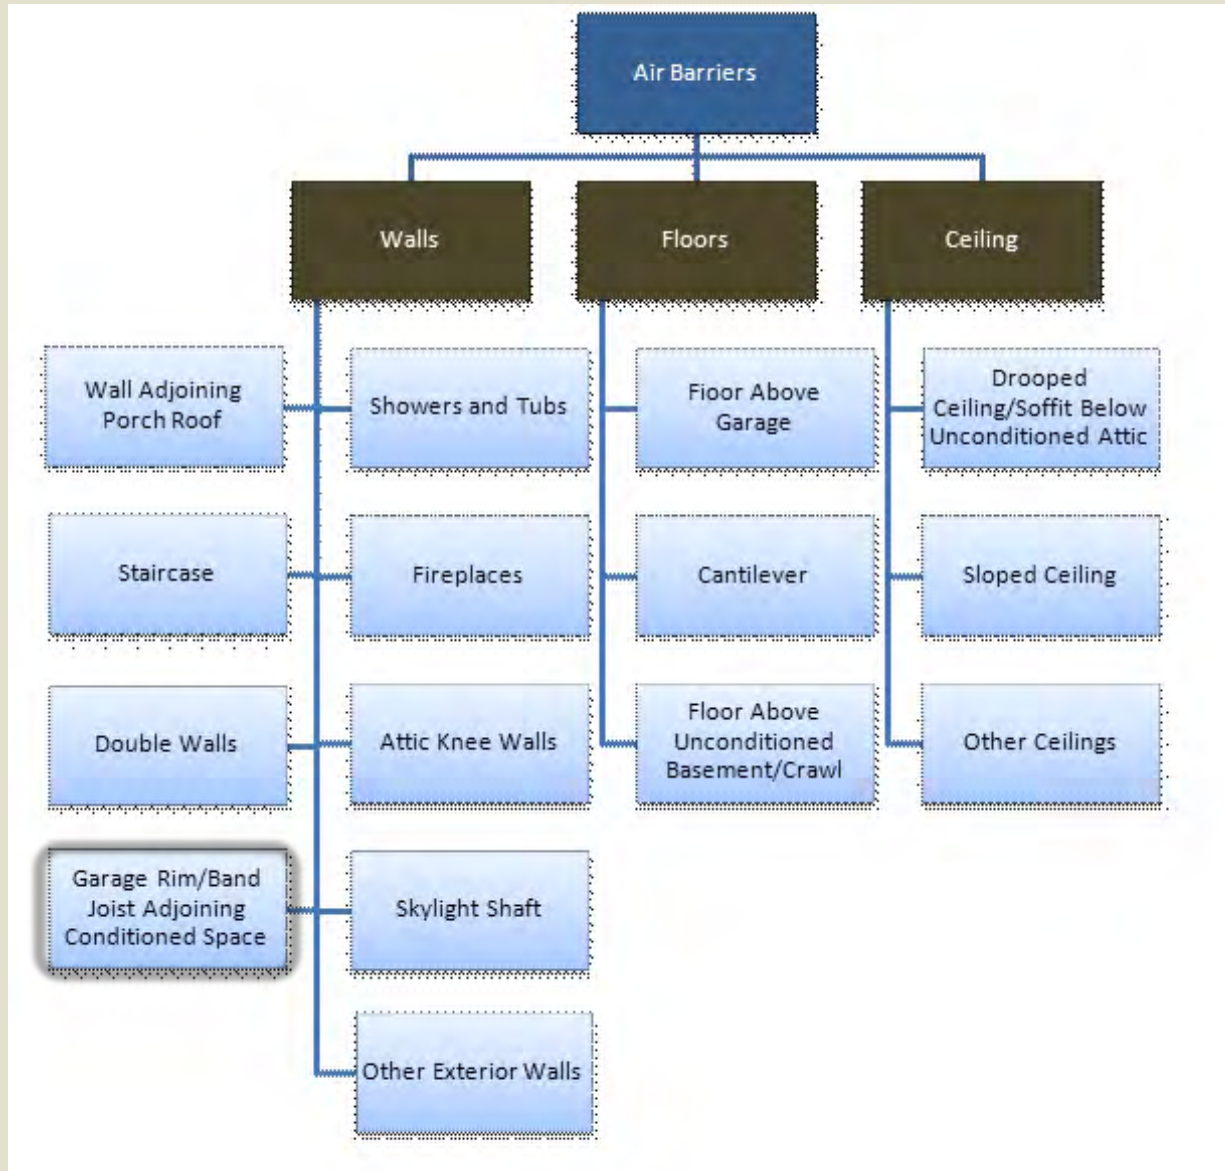 Air Barriers
Walls
Floors
Ceiling
Wall Adjoining
Porch Roof
Showers and Tubs
Fioor Above
Garage
Drooped
Ceiling/Soffit Below
Unconditioned Attic
Staircase
Fireplaces
Cantilever
Sloped Ceiling
Double Walls
Attic Knee Walls
Floor Above
Unconditioned
Basement/Crawl
Other Ceilings
Garage Rim/Band
Joist Adjoining
Conditioned Space
Skylight Shaft
Other Exterior Walls